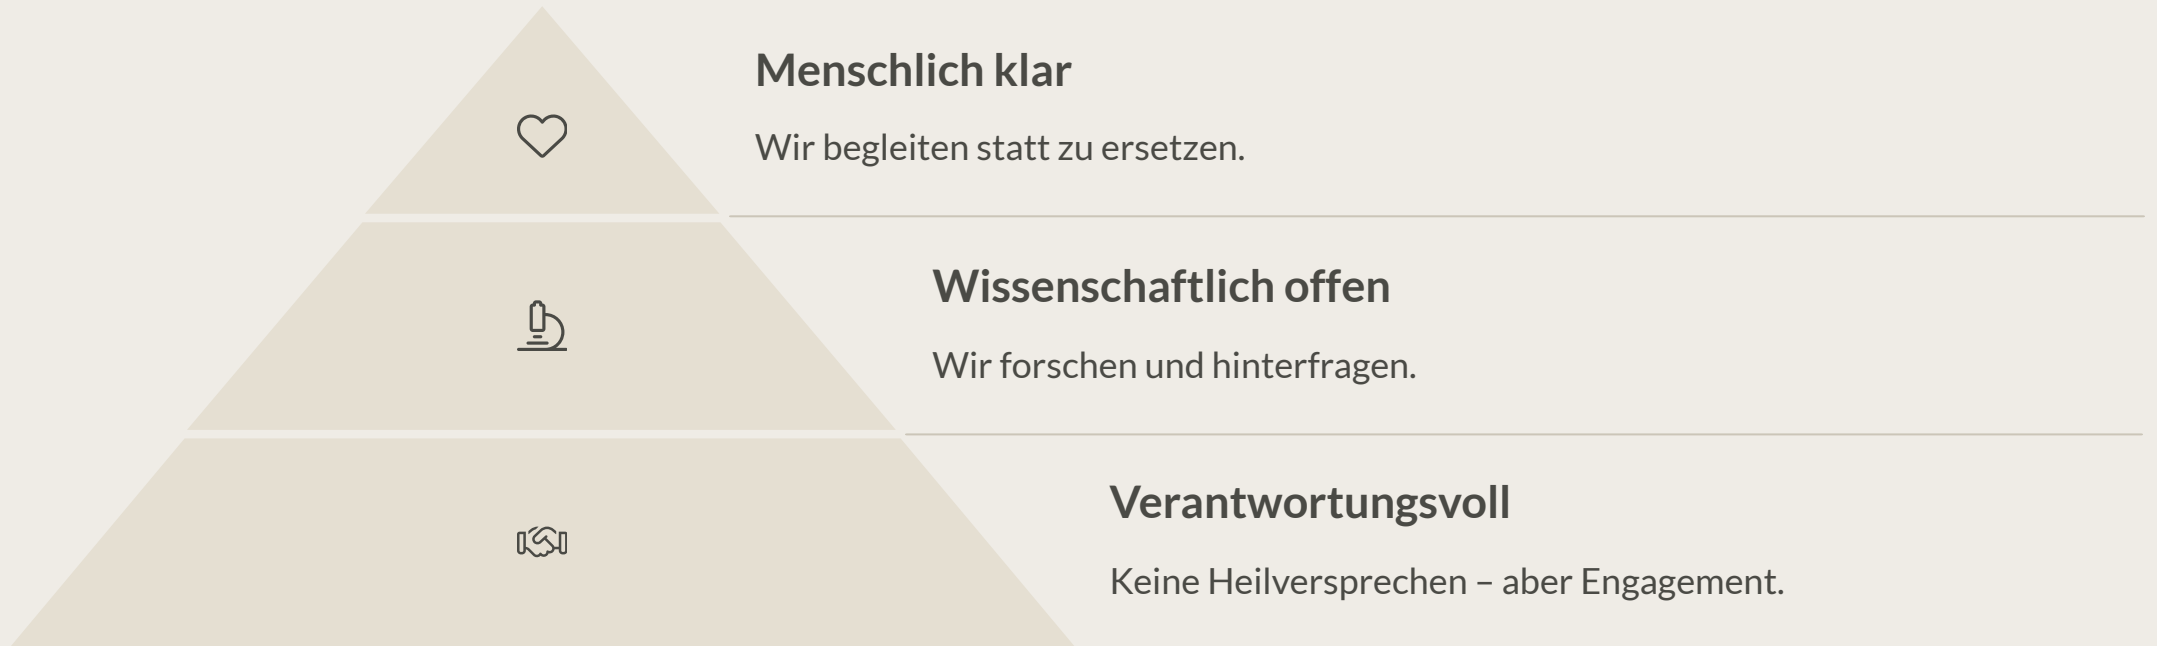 Menschlich klar
Wir begleiten statt zu ersetzen.
Wissenschaftlich offen
Wir forschen und hinterfragen.
Verantwortungsvoll
Keine Heilversprechen – aber Engagement.